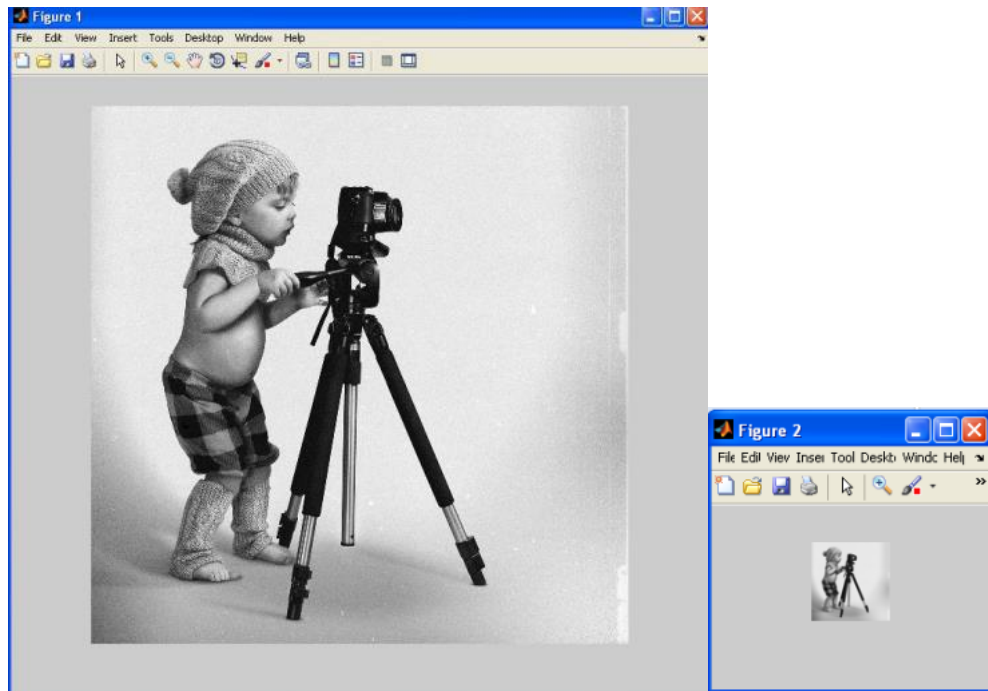 Figure 1
File Edit View Insert Tools Desktop Window Help
Figure 2
File Edit View Inser Tool Deskt Windc Help